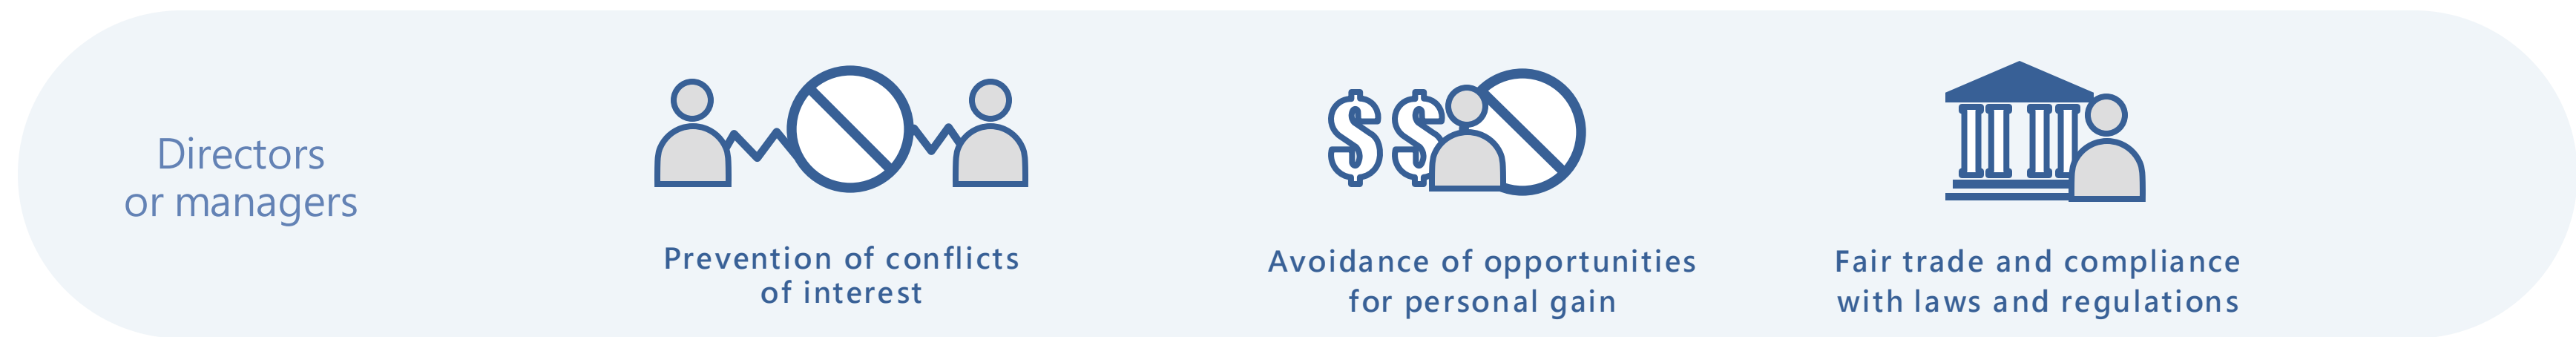 Directors
or managers
Prevention of conflicts
of interest
Avoidance of opportunities
for personal gain
Fair trade and compliance
with laws and regulations